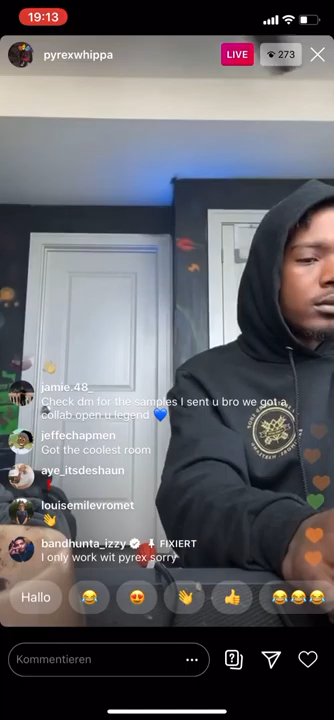 19:13
pyrexwhippa
LIVE
273
jamie.48_
Check dm for the samples I sent u bro we got a
collab open u legend 💙
jeffechapmen
Got the coolest room
aye_itsdeshaun
louisemilevromet
👋
bandhunta_izzy FIXIERT
I only work wit pyrex sorry
Hallo 😂 😍 👋 👍 😂😂😂
Kommentieren ...